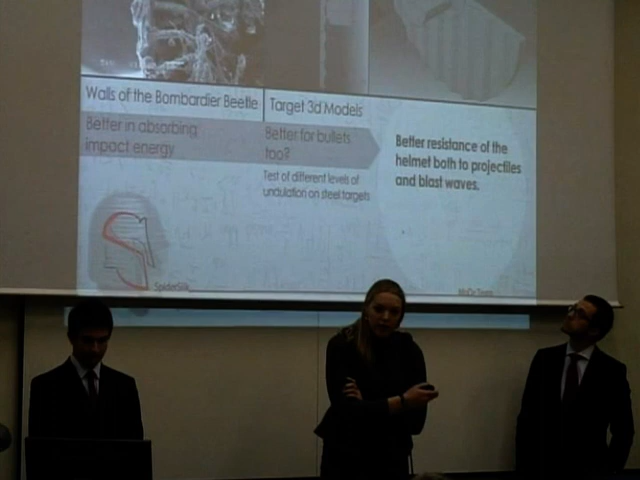 Walls of the Bombardier Beetle
Target 3d Models
Better in absorbing
impact energy
Better for bullets
too?
Test of different levels of
undulation on steel targets
Better resistance of the
helmet both to projectiles
and blast waves.
SpiderSilk